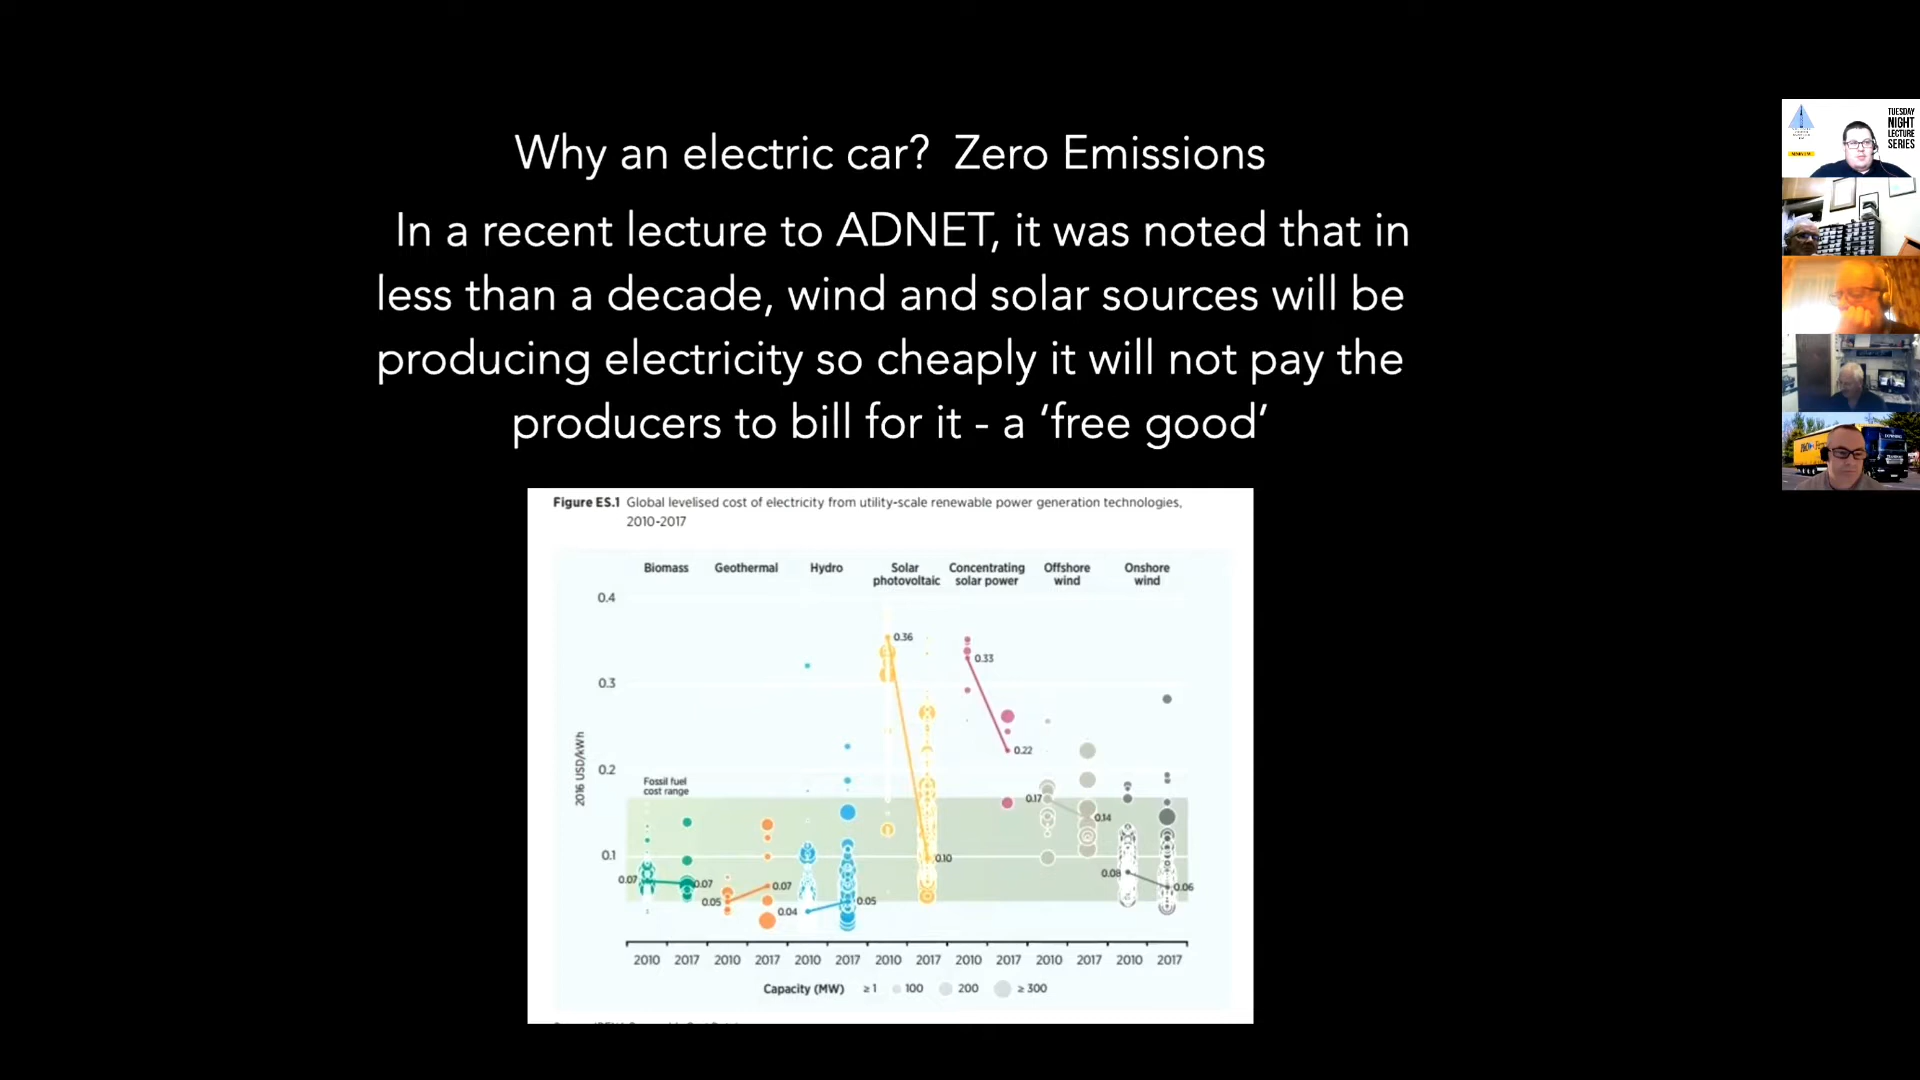 Why an electric car?  Zero Emissions
In a recent lecture to ADNET, it was noted that in
less than a decade, wind and solar sources will be
producing electricity so cheaply it will not pay the
producers to bill for it - a ‘free good’
Figure ES.1 Global levelised cost of electricity from utility-scale renewable power generation technologies,
2010-2017
Biomass Geothermal Hydro Solar photovoltaic Concentrating solar power Offshore wind Onshore wind
0.4
0.36
0.33
0.3
0.22
0.2
2016 USD/kWh
Fossil fuel
cost range
0.17
0.14
0.1
0.10
0.07 0.07
0.05 0.07
0.04 0.05
0.08 0.06
2010 2017 2010 2017 2010 2017 2010 2017 2010 2017 2010 2017 2010 2017
Capacity (MW) ≥ 1 100 200 ≥ 300
TUESDAY
NIGHT
LECTURE
SERIES